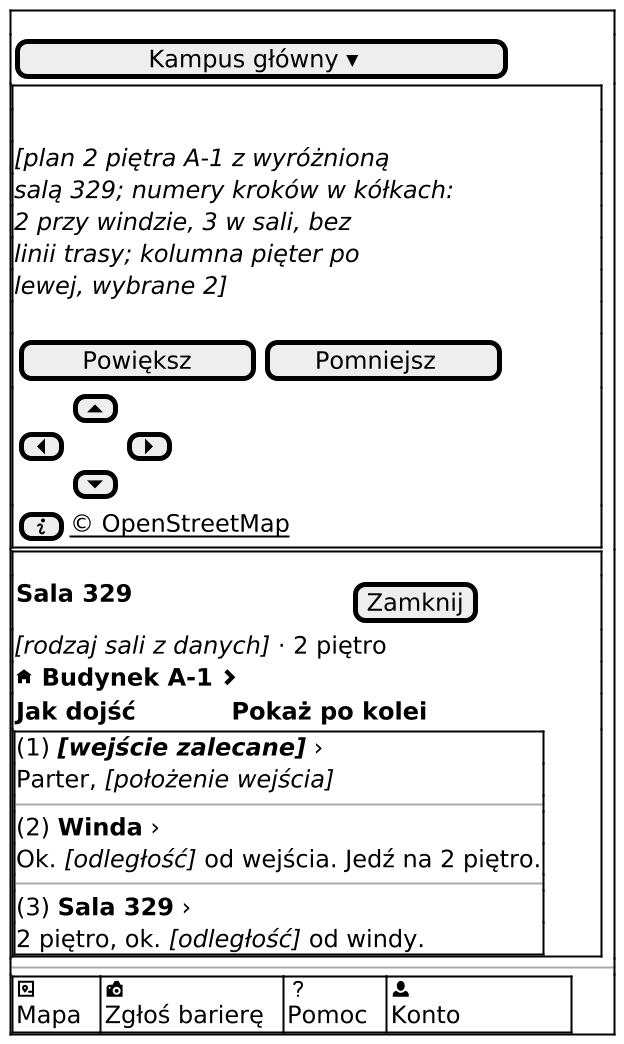 Kampus główny ▾
[plan 2 piętra A-1 z wyróżnioną
salą 329; numery kroków w kółkach:
2 przy windzie, 3 w sali, bez
linii trasy; kolumna pięter po
lewej, wybrane 2]
Powiększ Pomniejsz
© OpenStreetMap
Sala 329 Zamknij
[rodzaj sali z danych] · 2 piętro
Budynek A-1
Jak dojść Pokaż po kolei
(1) [wejście zalecane] ›
Parter, [położenie wejścia]
(2) Winda ›
Ok. [odległość] od wejścia. Jedź na 2 piętro.
(3) Sala 329 ›
2 piętro, ok. [odległość] od windy.
Mapa Zgłoś barierę Pomoc Konto